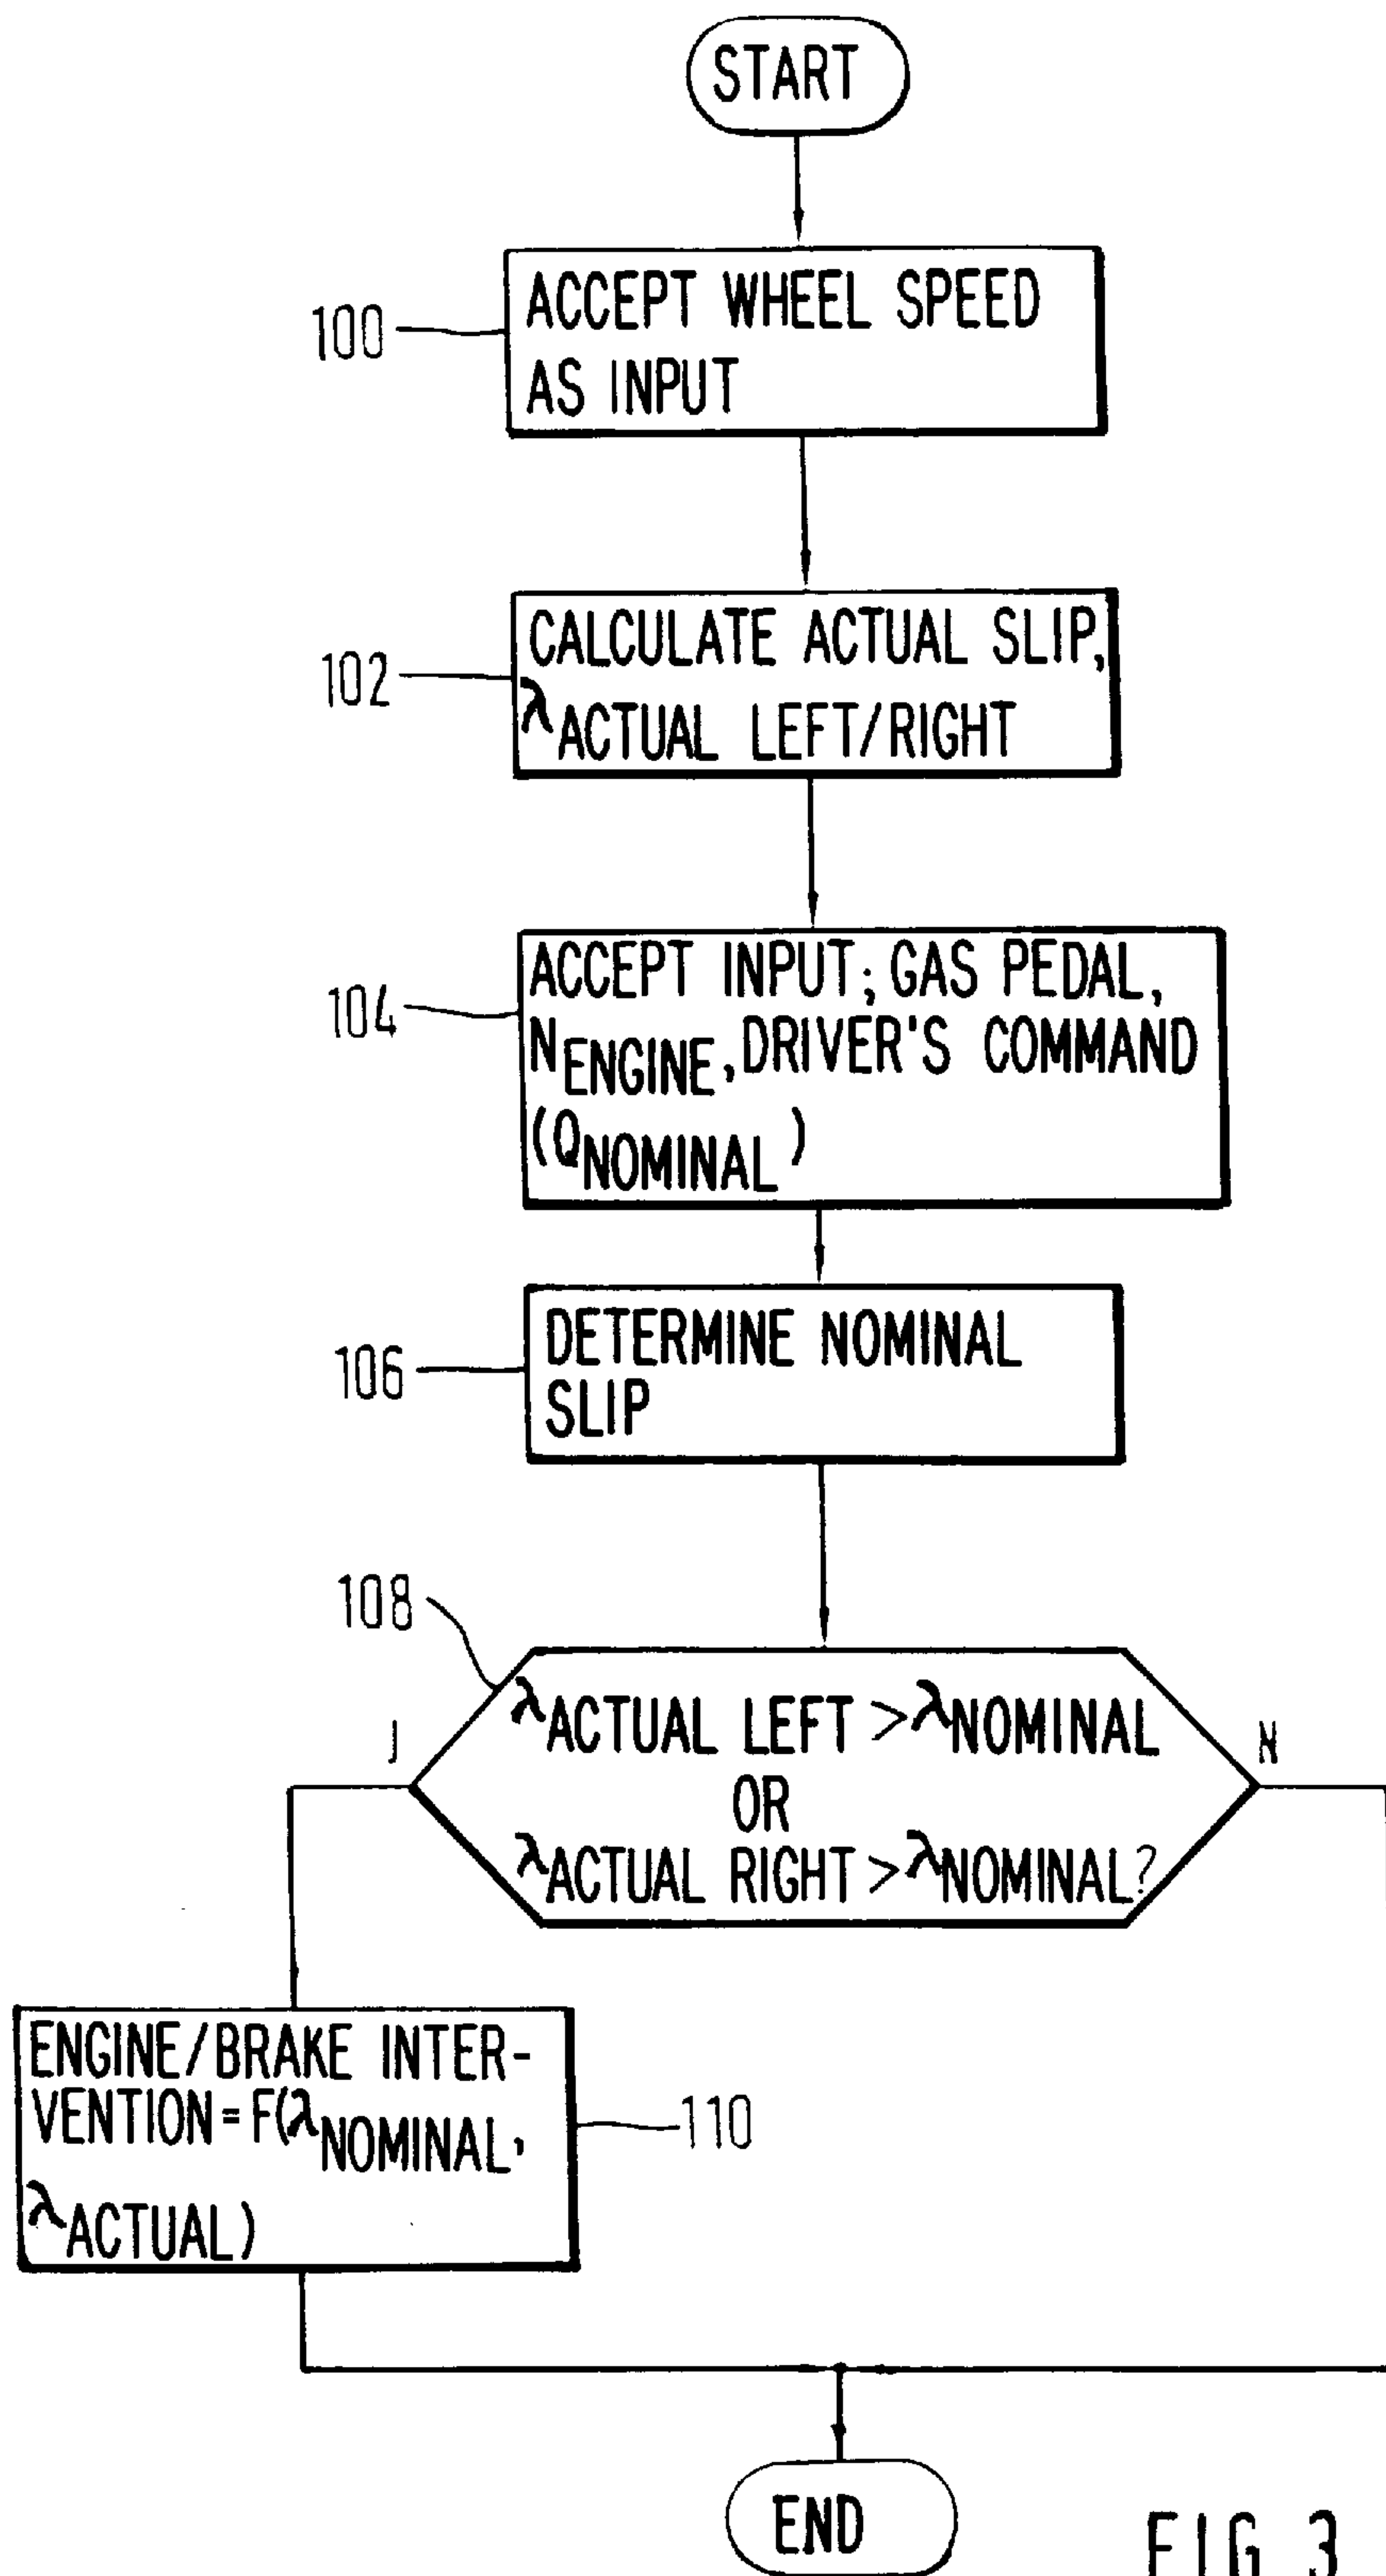 START
100
ACCEPT WHEEL SPEED
AS INPUT
102
CALCULATE ACTUAL SLIP,
λACTUAL LEFT/RIGHT
104
ACCEPT INPUT; GAS PEDAL,
NENGINE, DRIVER'S COMMAND
(QNOMINAL)
106
DETERMINE NOMINAL
SLIP
108
J
λACTUAL LEFT >λNOMINAL
OR
λACTUAL RIGHT >λNOMINAL?
N
ENGINE/BRAKE INTER-
VENTION=F(λNOMINAL,
λACTUAL)
110
END
FIG 3